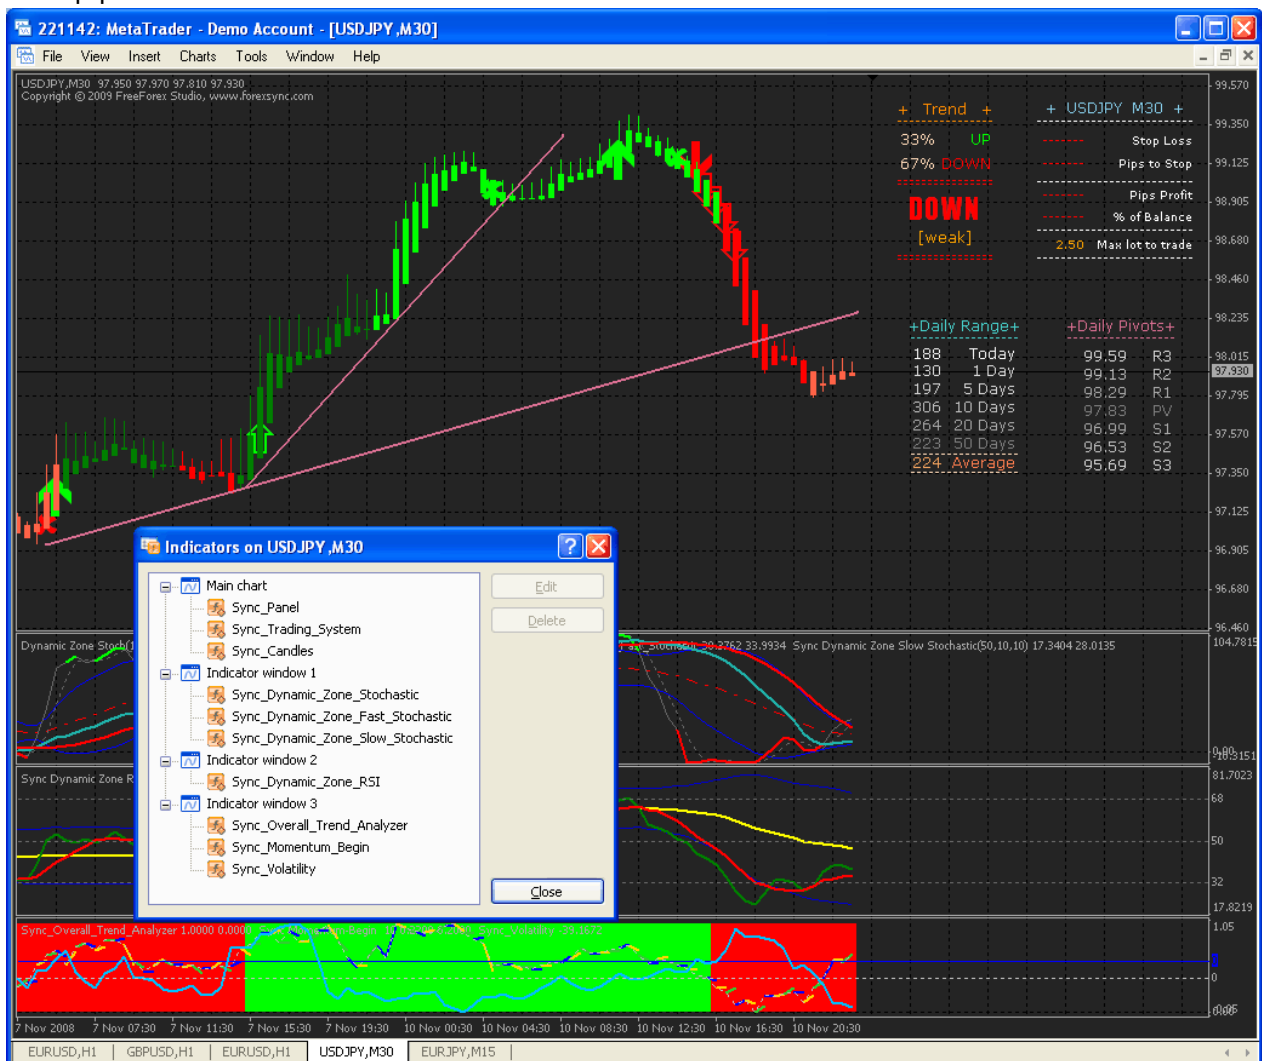 221142: MetaTrader - Demo Account - [USDJPY,M30]
File View Insert Charts Tools Window Help
USDJPY,M30 97.950 97.970 97.810 97.930
Copyright © 2009 FreeForex Studio, www.forexsync.com
+ Trend +
33% UP
67% DOWN
DOWN
[weak]
+ USDJPY M30 +
------- Stop Loss
------- Pips to Stop
------- Pips Profit
------- % of Balance
2.50 Max lot to trade
+Daily Range+
188 Today
130 1 Day
197 5 Days
306 10 Days
264 20 Days
223 50 Days
224 Average
+Daily Pivots+
99.59 R3
99.13 R2
98.29 R1
97.83 PV
96.99 S1
96.53 S2
95.69 S3
99.570
99.350
99.125
98.905
98.680
98.460
98.235
98.015
97.930
97.795
97.570
97.350
97.125
96.905
96.680
96.460
Indicators on USDJPY,M30
Main chart
Sync_Panel
Sync_Trading_System
Sync_Candles
Indicator window 1
Sync_Dynamic_Zone_Stochastic
Sync_Dynamic_Zone_Fast_Stochastic
Sync_Dynamic_Zone_Slow_Stochastic
Indicator window 2
Sync_Dynamic_Zone_RSI
Indicator window 3
Sync_Overall_Trend_Analyzer
Sync_Momentum_Begin
Sync_Volatility
Edit
Delete
Close
Dynamic Zone Stoch(1
33.9934 Sync Dynamic Zone Slow Stochastic(50,10,10) 17.3404 28.0135
104.7815
Sync Dynamic Zone R
81.7023
68
50
32
17.8219
Sync_Overall_Trend_Analyzer 1.0000 0.0000 Sync_Volatility -39.1672
1.05
0
7 Nov 2008 7 Nov 07:30 7 Nov 11:30 7 Nov 15:30 7 Nov 19:30 10 Nov 00:30 10 Nov 04:30 10 Nov 08:30 10 Nov 12:30 10 Nov 16:30 10 Nov 20:30
EURUSD,H1 GBPUSD,H1 EURUSD,H1 USDJPY,M30 EURJPY,M15